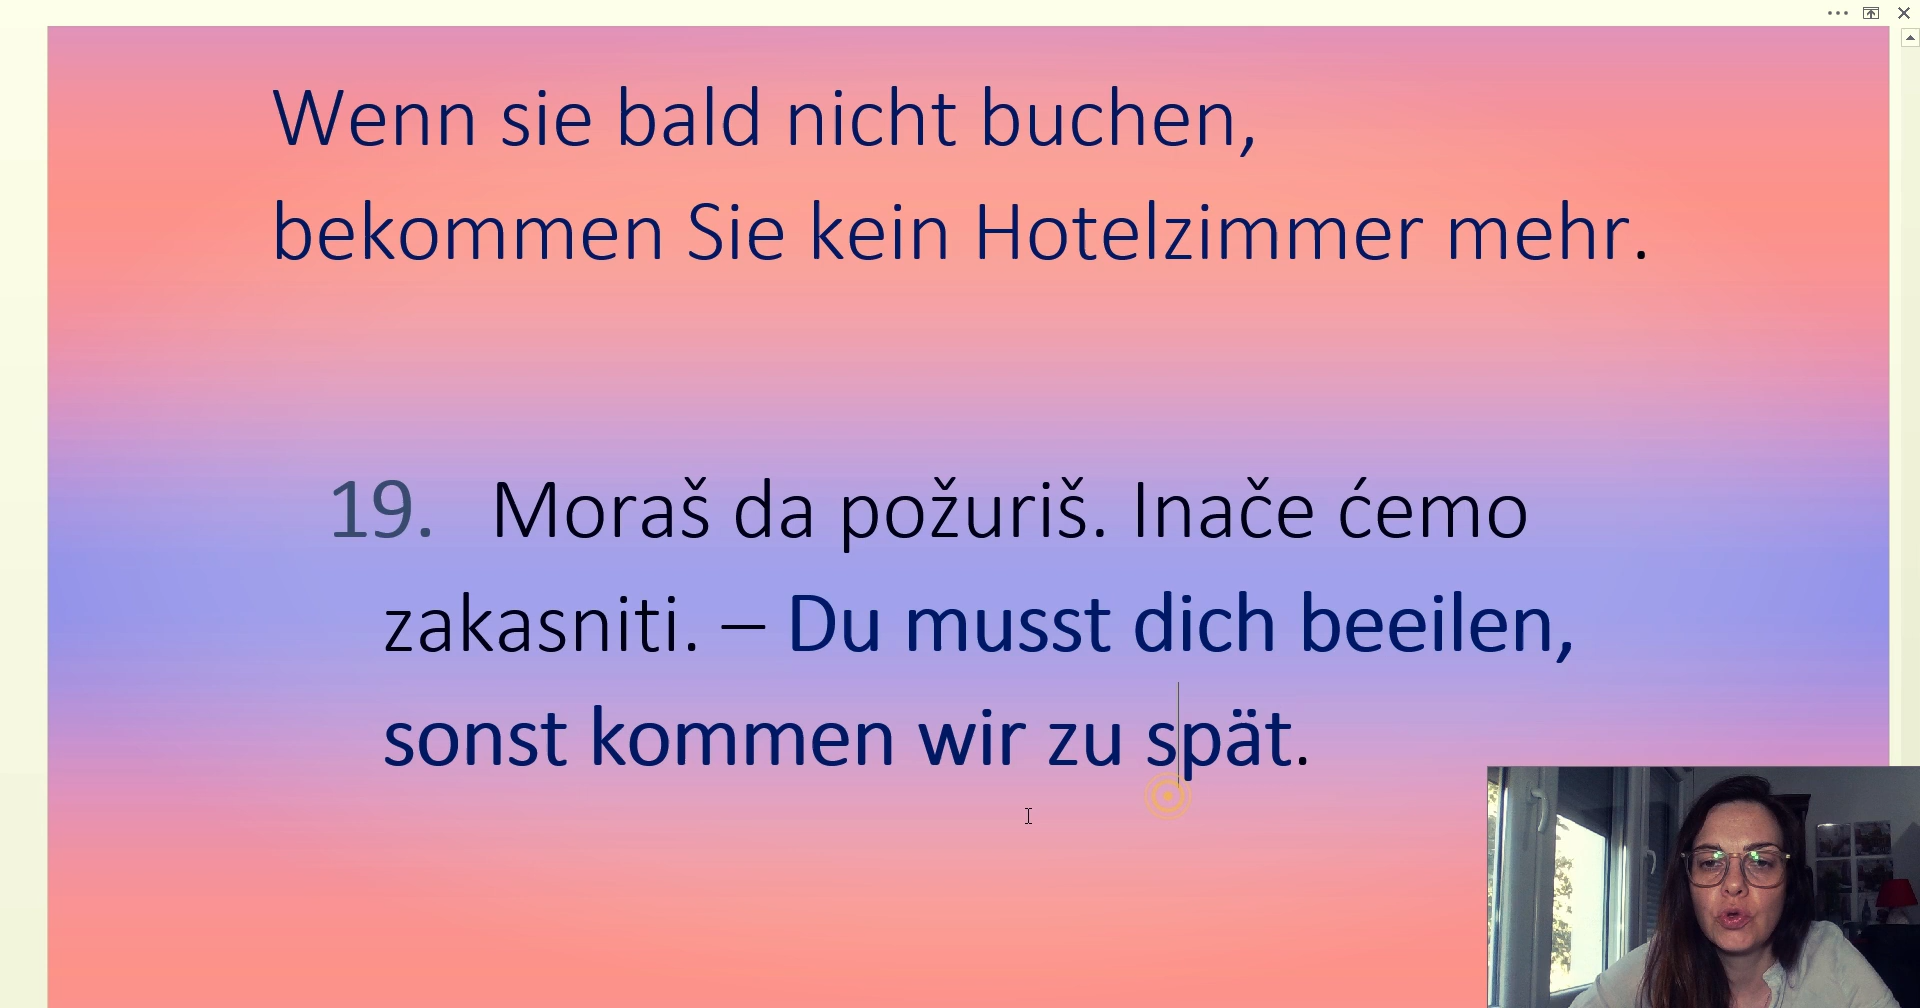 Wenn sie bald nicht buchen,
bekommen Sie kein Hotelzimmer mehr.
19. Moraš da požuriš. Inače ćemo
zakasniti. – Du musst dich beeilen,
sonst kommen wir zu spät.